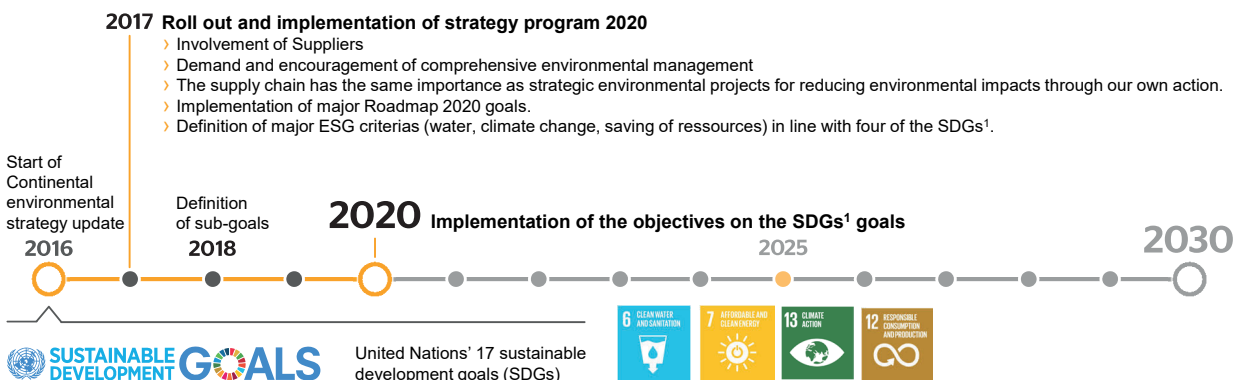 2017 Roll out and implementation of strategy program 2020
› Involvement of Suppliers
› Demand and encouragement of comprehensive environmental management
› The supply chain has the same importance as strategic environmental projects for reducing environmental impacts through our own action.
› Implementation of major Roadmap 2020 goals.
› Definition of major ESG criterias (water, climate change, saving of ressources) in line with four of the SDGs¹.
Start of
Continental
environmental
strategy update
2016
Definition
of sub-goals
2018
2020 Implementation of the objectives on the SDGs¹ goals
2025
2030
6 CLEAN WATER
AND SANITATION
7 AFFORDABLE AND
CLEAN ENERGY
13 CLIMATE
ACTION
12 RESPONSIBLE
CONSUMPTION
AND PRODUCTION
SUSTAINABLE
DEVELOPMENT
GOALS
United Nations' 17 sustainable
development goals (SDGs)